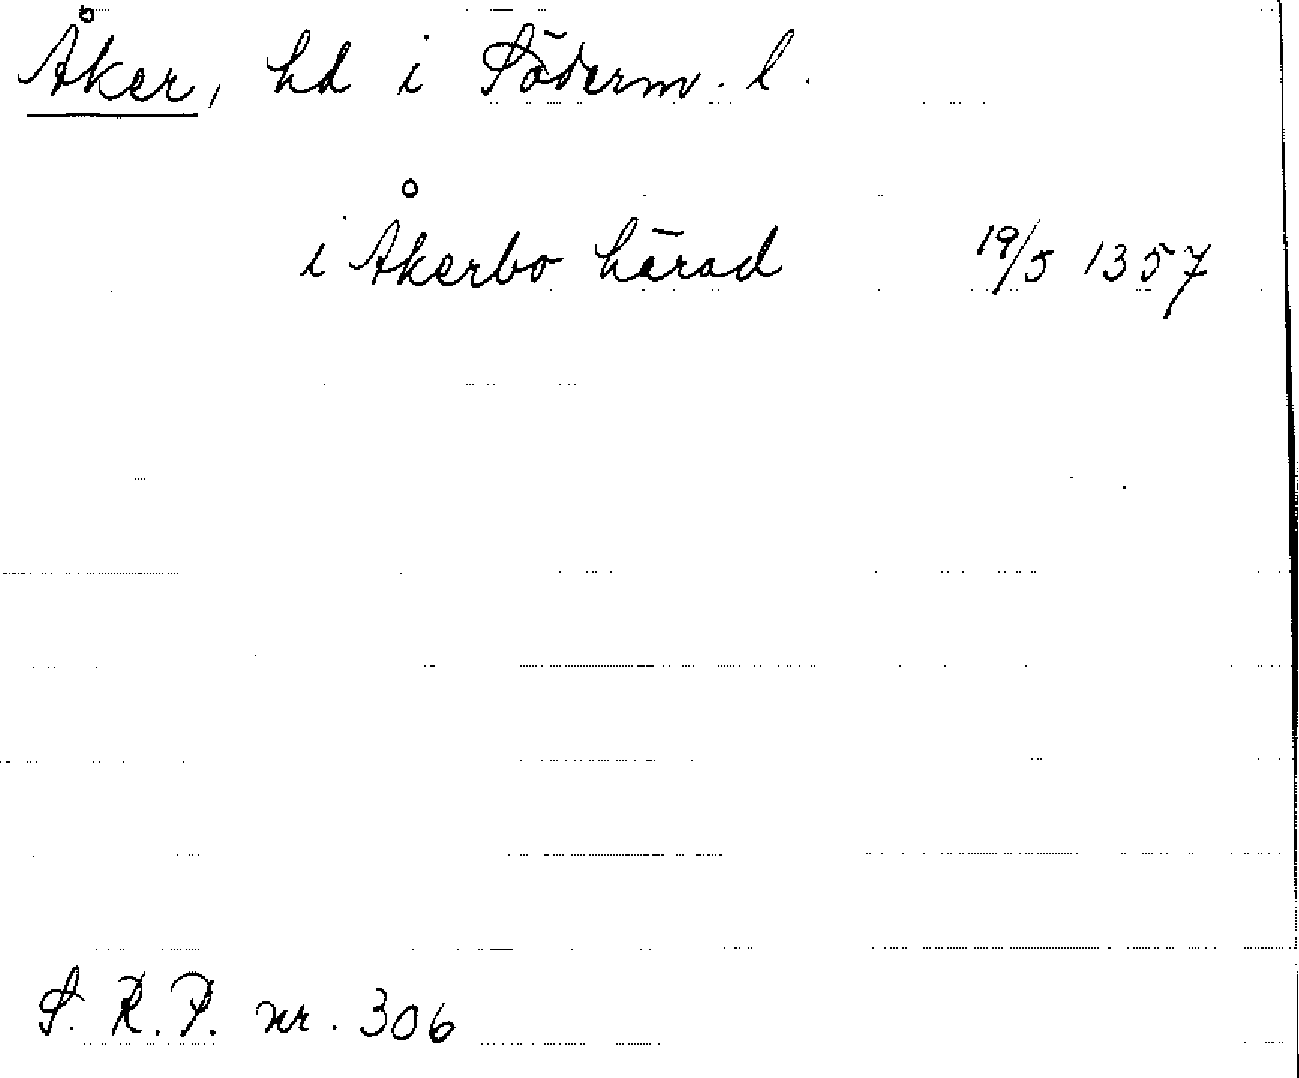 Åker, hd i Söderm. l.
i Åkerbo härad 19/5 1357
S. R. P. nr. 306